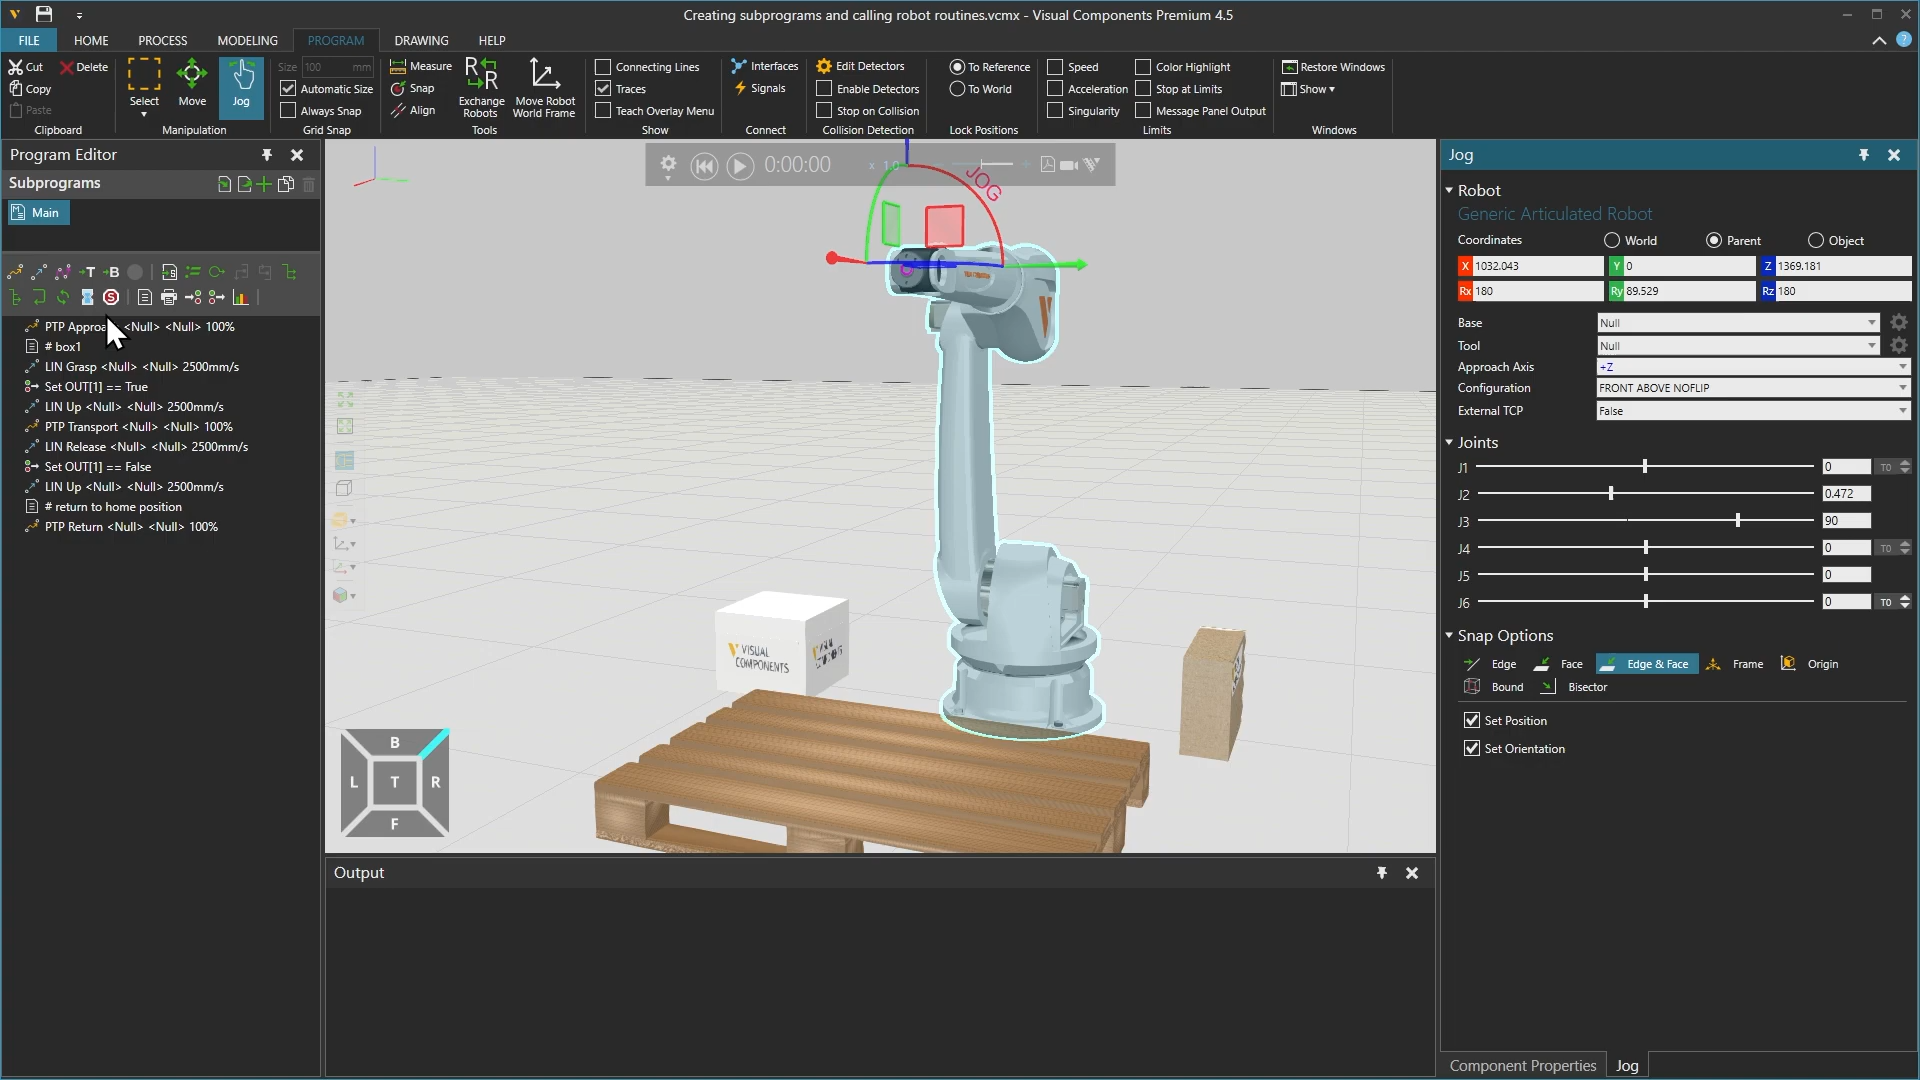 Creating subprograms and calling robot routines.vcmx - Visual Components Premium 4.5
FILE HOME PROCESS MODELING PROGRAM DRAWING HELP
Cut Delete
Copy
Paste
Clipboard
Select Move Jog
Manipulation
Size 100 mm
Automatic Size
Always Snap
Grid Snap
Measure
Snap
Align
Exchange Robots
Move Robot World Frame
Tools
Connecting Lines
Traces
Teach Overlay Menu
Show
Interfaces
Signals
Connect
Edit Detectors
Enable Detectors
Stop on Collision
Collision Detection
To Reference
To World
Lock Positions
Speed Color Highlight
Acceleration Stop at Limits
Singularity Message Panel Output
Limits
Restore Windows
Show
Windows
Program Editor
Subprograms
Main
PTP Approa <Null> <Null> 100%
# box1
LIN Grasp <Null> <Null> 2500mm/s
Set OUT[1] == True
LIN Up <Null> <Null> 2500mm/s
PTP Transport <Null> <Null> 100%
LIN Release <Null> <Null> 2500mm/s
Set OUT[1] == False
LIN Up <Null> <Null> 2500mm/s
# return to home position
PTP Return <Null> <Null> 100%
0:00:00 x 1.0
JOG
VISUAL
COMPONENTS
B
L T R
F
Output
Jog
Robot
Generic Articulated Robot
Coordinates World Parent Object
X 1032.043 Y 0 Z 1369.181
Rx 180 Ry 89.529 Rz 180
Base Null
Tool Null
Approach Axis +Z
Configuration FRONT ABOVE NOFLIP
External TCP False
Joints
J1 0 T0
J2 0.472
J3 90
J4 0 T0
J5 0
J6 0 T0
Snap Options
Edge Face Edge & Face Frame Origin
Bound Bisector
Set Position
Set Orientation
Component Properties Jog